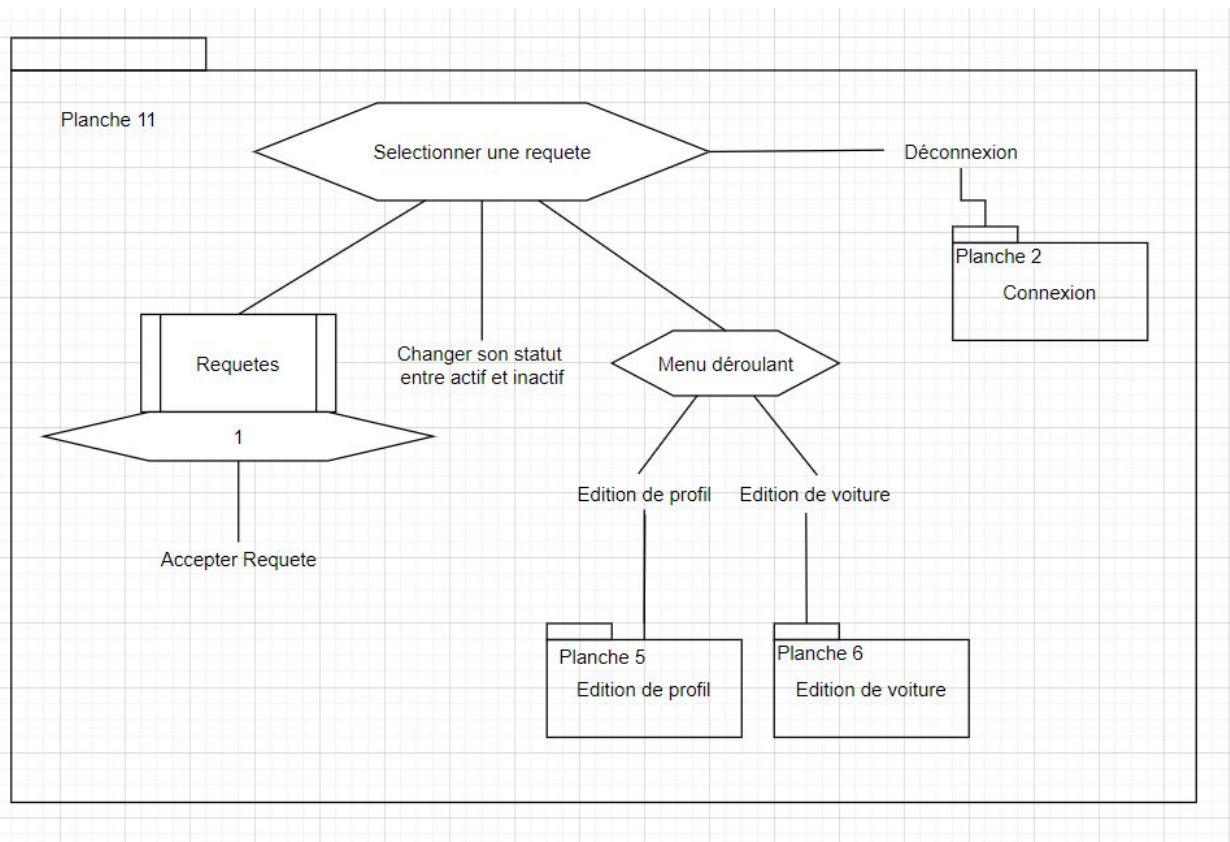 Planche 11
Selectionner une requete
Déconnexion
Planche 2
Connexion
Requetes
Changer son statut
entre actif et inactif
Menu déroulant
1
Edition de profil
Edition de voiture
Accepter Requete
Planche 5
Edition de profil
Planche 6
Edition de voiture